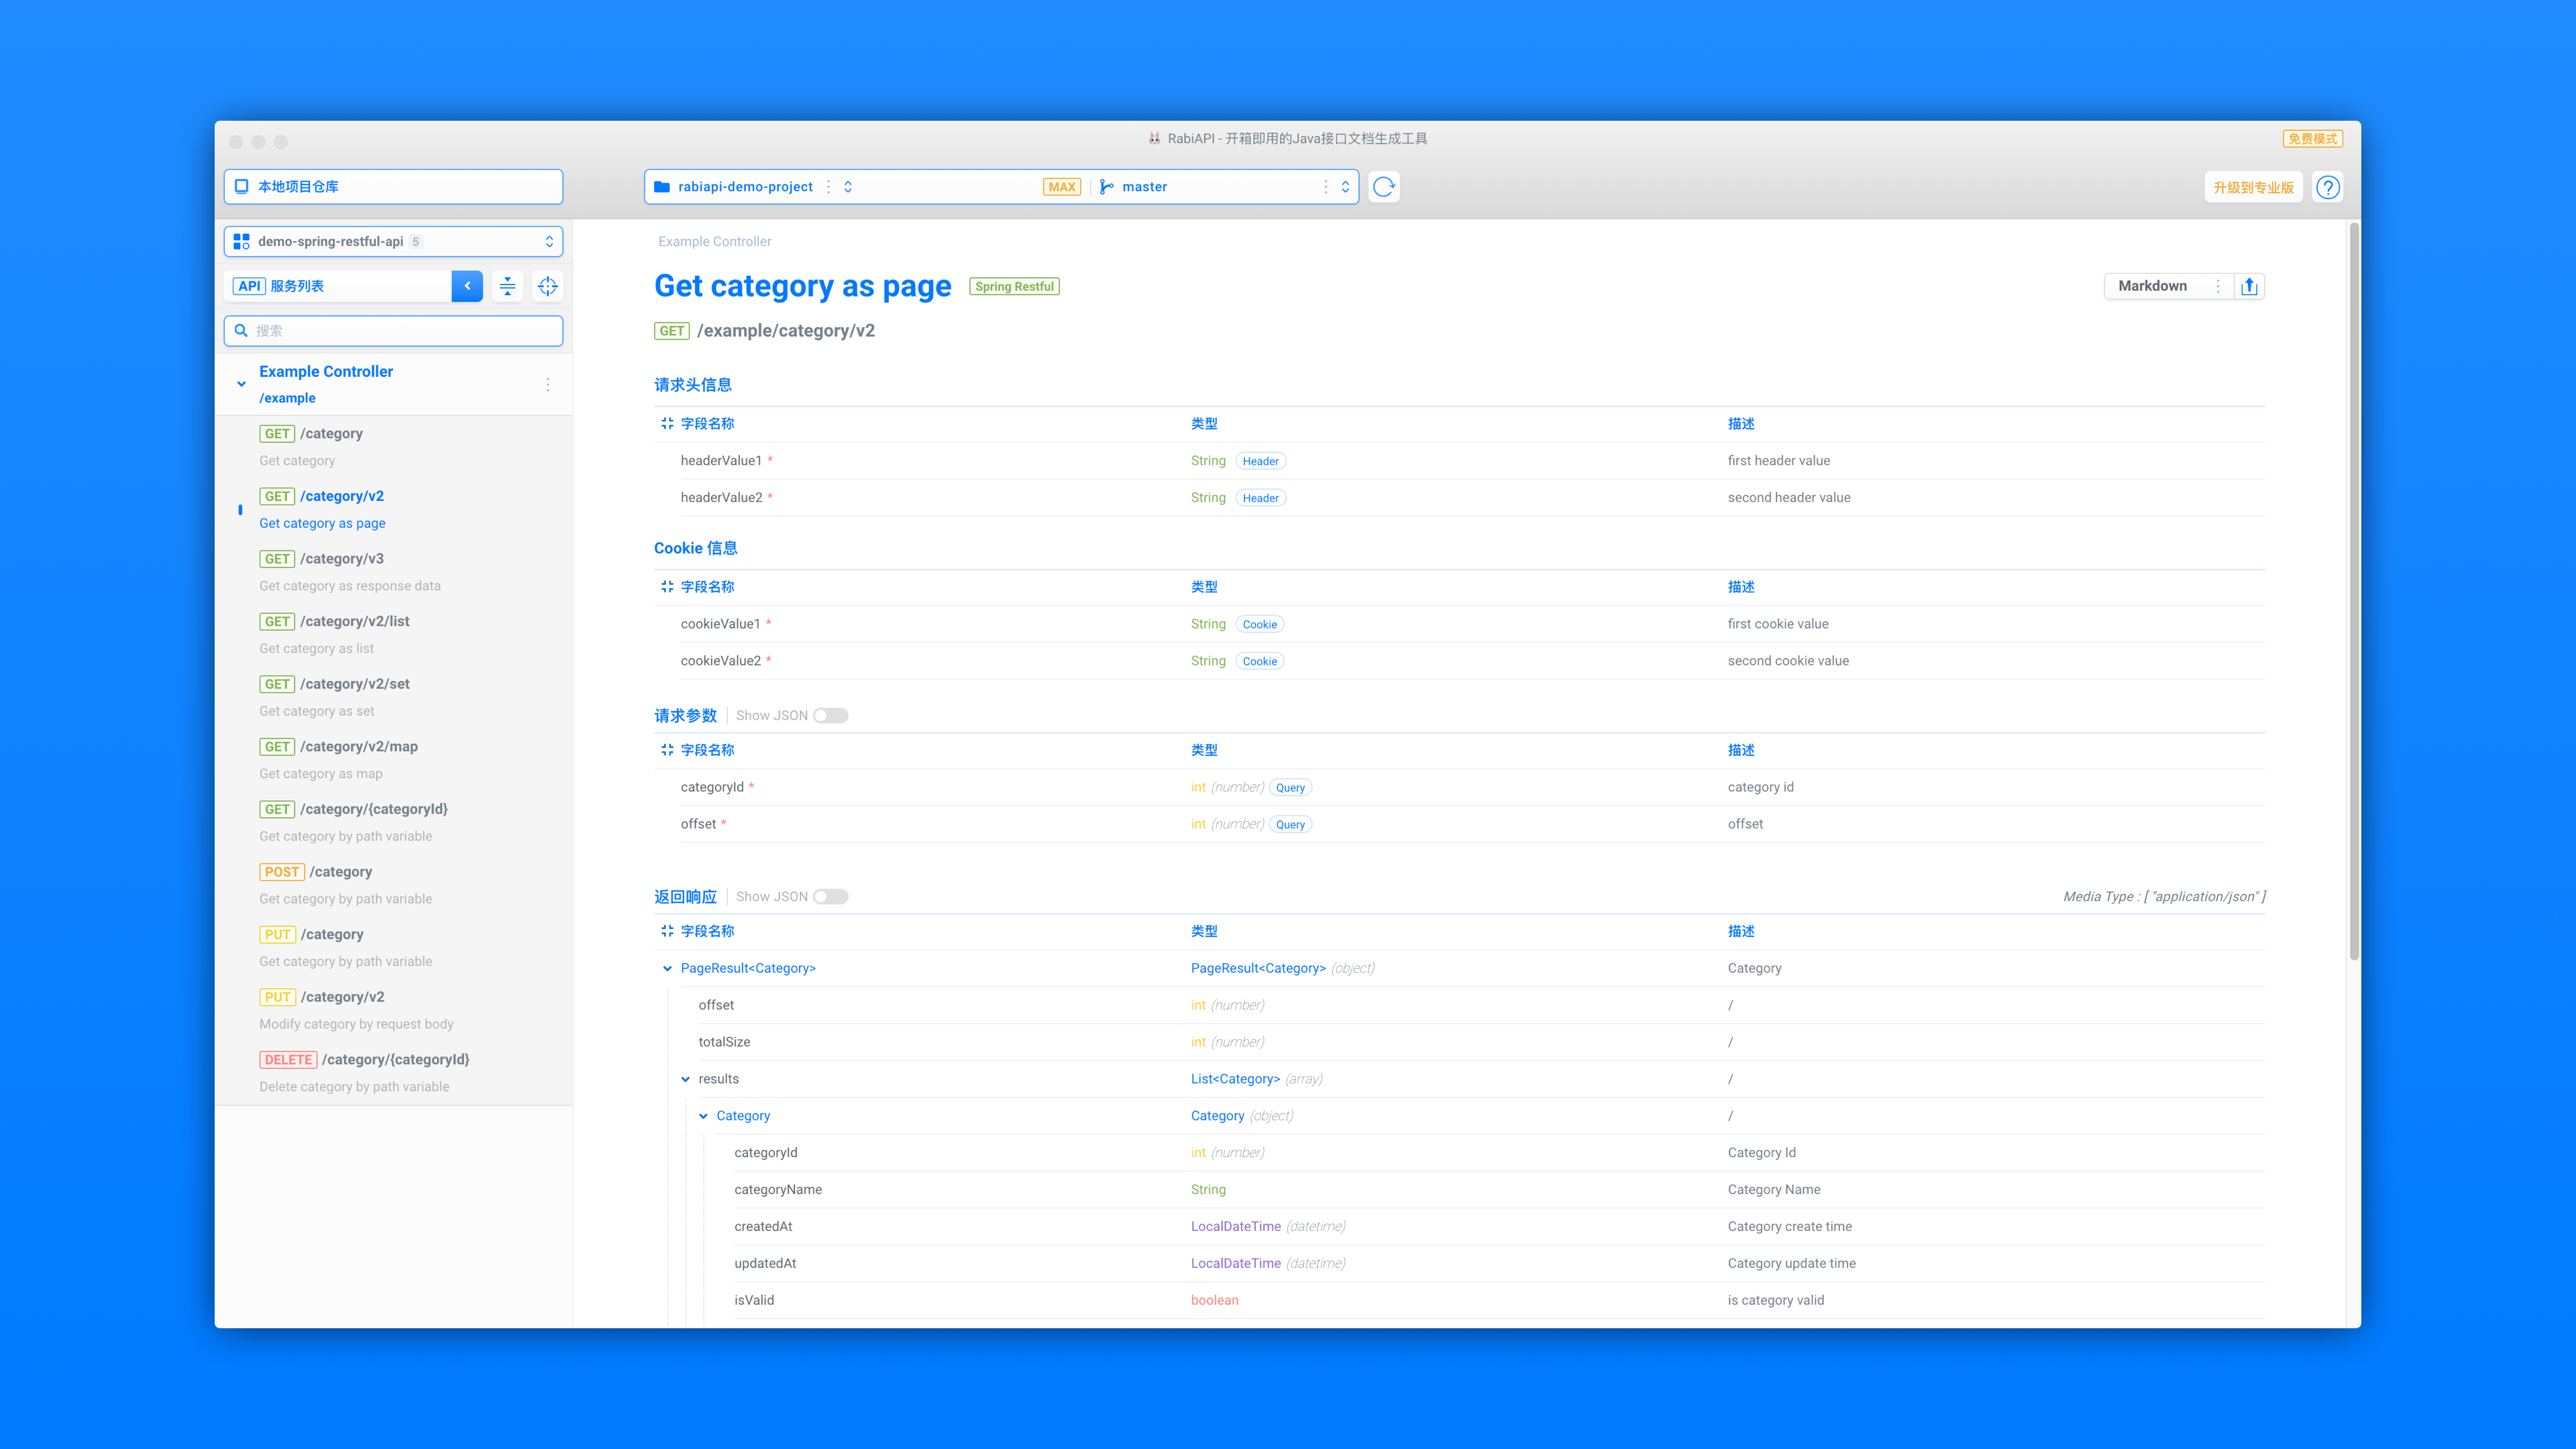 RabiAPI - 开箱即用的Java接口文档生成工具
免费模式
本地项目仓库
rabiapi-demo-project
MAX
master
升级到专业版
?
demo-spring-restful-api 5
API 服务列表
搜索
Example Controller
/example
GET /category
Get category
GET /category/v2
Get category as page
GET /category/v3
Get category as response data
GET /category/v2/list
Get category as list
GET /category/v2/set
Get category as set
GET /category/v2/map
Get category as map
GET /category/{categoryId}
Get category by path variable
POST /category
Get category by path variable
PUT /category
Get category by path variable
PUT /category/v2
Modify category by request body
DELETE /category/{categoryId}
Delete category by path variable
Example Controller
Get category as page Spring Restful
Markdown
GET /example/category/v2
请求头信息
字段名称 类型 描述
headerValue1 * String Header first header value
headerValue2 * String Header second header value
Cookie 信息
字段名称 类型 描述
cookieValue1 * String Cookie first cookie value
cookieValue2 * String Cookie second cookie value
请求参数 Show JSON
字段名称 类型 描述
categoryId * int (number) Query category id
offset * int (number) Query offset
返回响应 Show JSON Media Type : [ "application/json" ]
字段名称 类型 描述
PageResult<Category> PageResult<Category> (object) Category
offset int (number) /
totalSize int (number) /
results List<Category> (array) /
Category Category (object) /
categoryId int (number) Category Id
categoryName String Category Name
createdAt LocalDateTime (datetime) Category create time
updatedAt LocalDateTime (datetime) Category update time
isValid boolean is category valid